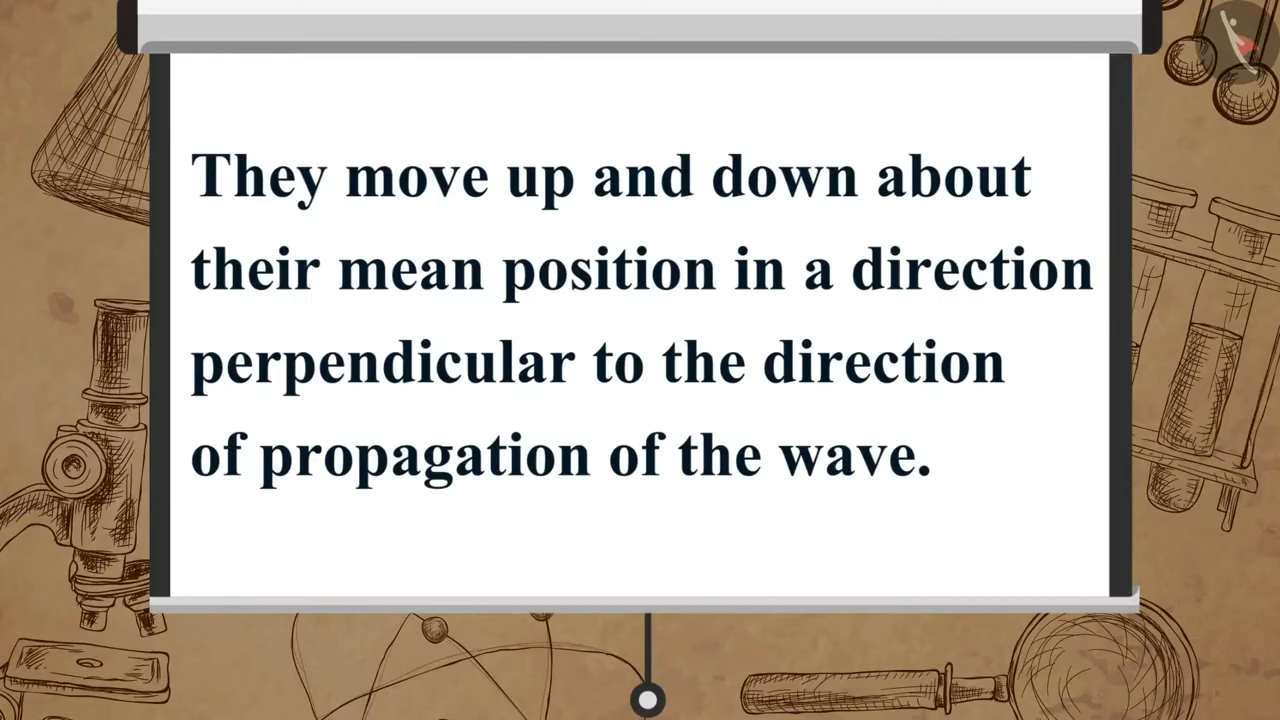 They move up and down about
their mean position in a direction
perpendicular to the direction
of propagation of the wave.